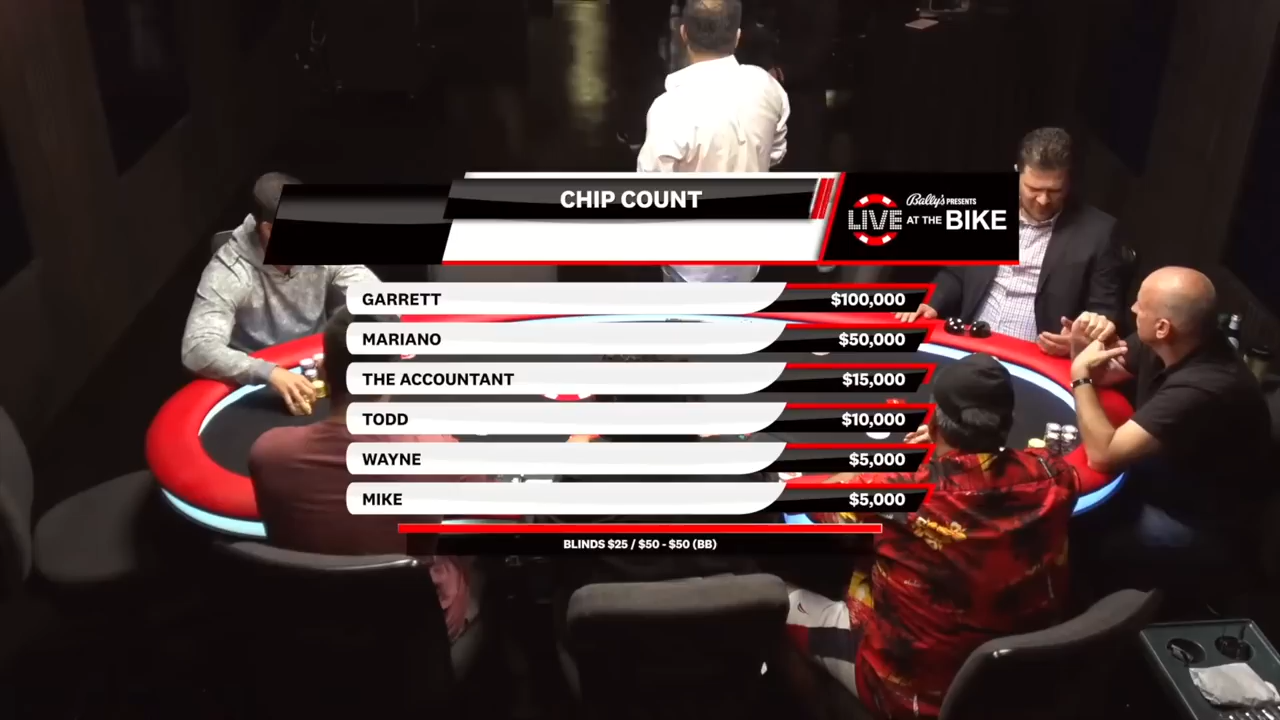 CHIP COUNT
Bally's PRESENTS
LIVE AT THE BIKE
GARRETT $100,000
MARIANO $50,000
THE ACCOUNTANT $15,000
TODD $10,000
WAYNE $5,000
MIKE $5,000
BLINDS $25 / $50 - $50 (BB)